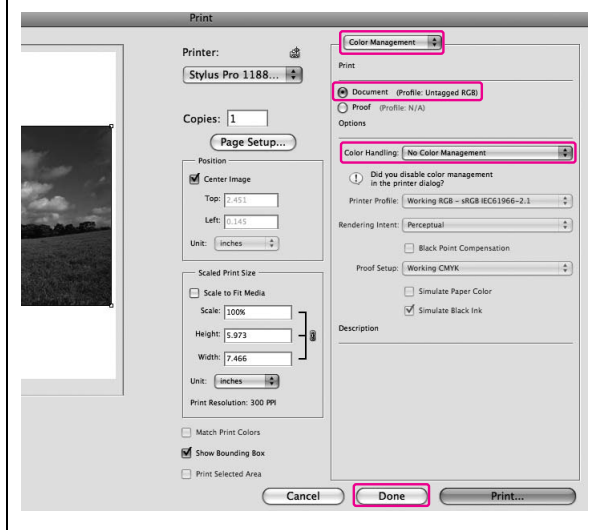 Print
Printer:
Stylus Pro 1188...
Copies: 1
Page Setup...
Position
Center Image
Top: 2.451
Left: 0.145
Unit: inches
Scaled Print Size
Scale to Fit Media
Scale: 100%
Height: 5.973
Width: 7.466
Unit: inches
Print Resolution: 300 PPI
Match Print Colors
Show Bounding Box
Print Selected Area
Color Management
Print
Document (Profile: Untagged RGB)
Proof (Profile: N/A)
Options
Color Handling: No Color Management
Did you
disable color management
in the printer dialog?
Printer Profile: Working RGB - sRGB IEC61966-2.1
Rendering Intent: Perceptual
Black Point Compensation
Proof Setup: Working CMYK
Simulate Paper Color
Simulate Black Ink
Description
Cancel
Done
Print...